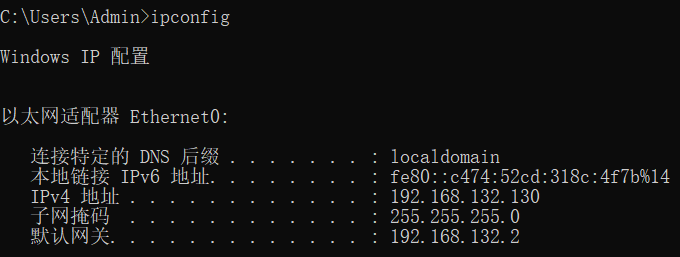 C:\Users\Admin>ipconfig
Windows IP 配置
以太网适配器 Ethernet0:
连接特定的 DNS 后缀 . . . . . . . : localdomain
本地链接 IPv6 地址. . . . . . . . : fe80::c474:52cd:318c:4f7b%14
IPv4 地址 . . . . . . . . . . . . : 192.168.132.130
子网掩码  . . . . . . . . . . . . : 255.255.255.0
默认网关. . . . . . . . . . . . . : 192.168.132.2